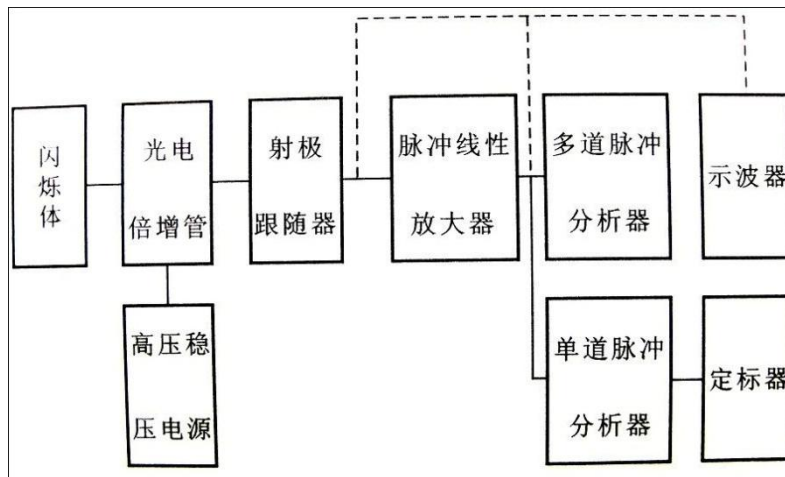 闪
烁
体
光电
倍增管
射极
跟随器
脉冲线性
放大器
多道脉冲
分析器
示波器
高压稳
压电源
单道脉冲
分析器
定标器